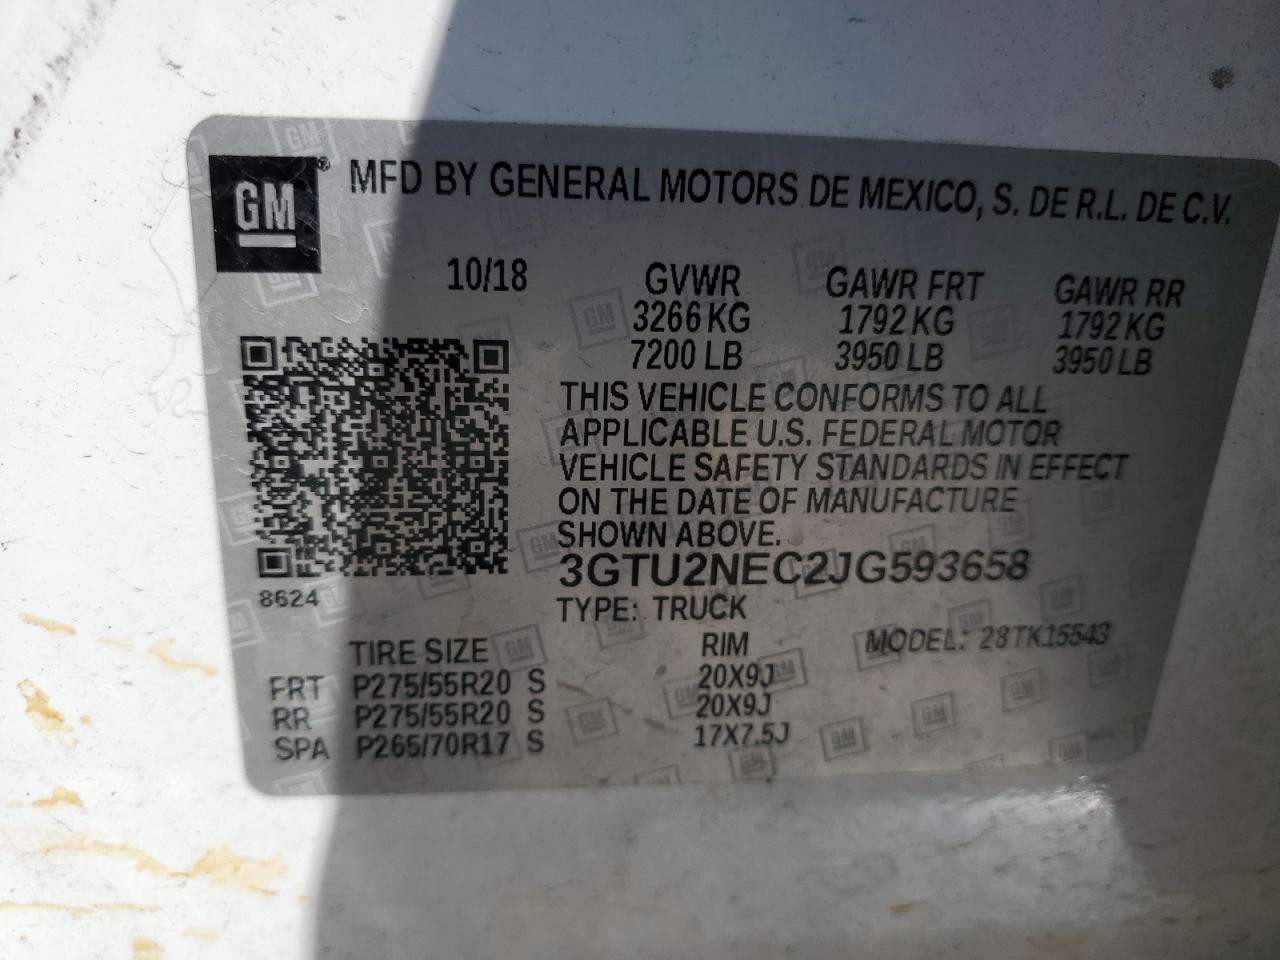 GM ® MFD BY GENERAL MOTORS DE MEXICO, S. DE R.L. DE C.V.
10/18 GVWR GAWR FRT GAWR RR
3266 KG 1792 KG 1792 KG
7200 LB 3950 LB 3950 LB
THIS VEHICLE CONFORMS TO ALL
APPLICABLE U.S. FEDERAL MOTOR
VEHICLE SAFETY STANDARDS IN EFFECT
ON THE DATE OF MANUFACTURE
SHOWN ABOVE.
3GTU2NEC2JG593658
8624
TYPE: TRUCK
TIRE SIZE RIM MODEL: 28TK15543
FRT P275/55R20 S 20X9J
RR P275/55R20 S 20X9J
SPA P265/70R17 S 17X7.5J